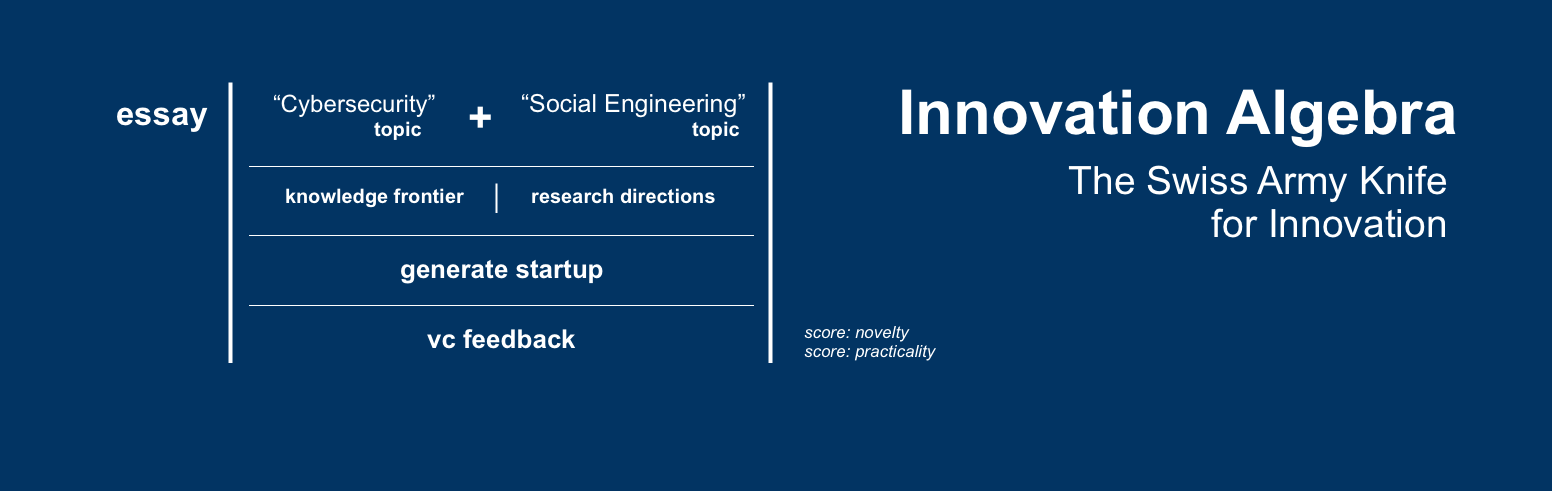 essay
“Cybersecurity” + “Social Engineering”
topic topic
knowledge frontier | research directions
generate startup
vc feedback
score: novelty
score: practicality
Innovation Algebra
The Swiss Army Knife
for Innovation